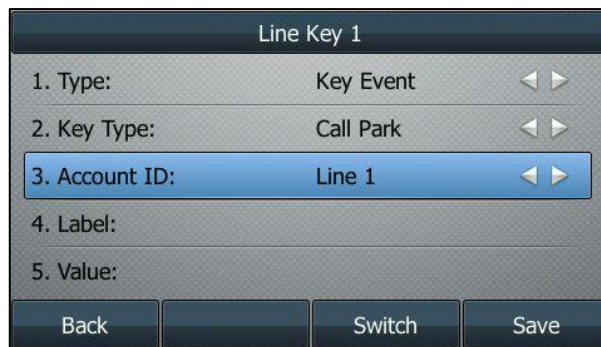 Line Key 1
1. Type: Key Event
2. Key Type: Call Park
3. Account ID: Line 1
4. Label:
5. Value:
Back Switch Save